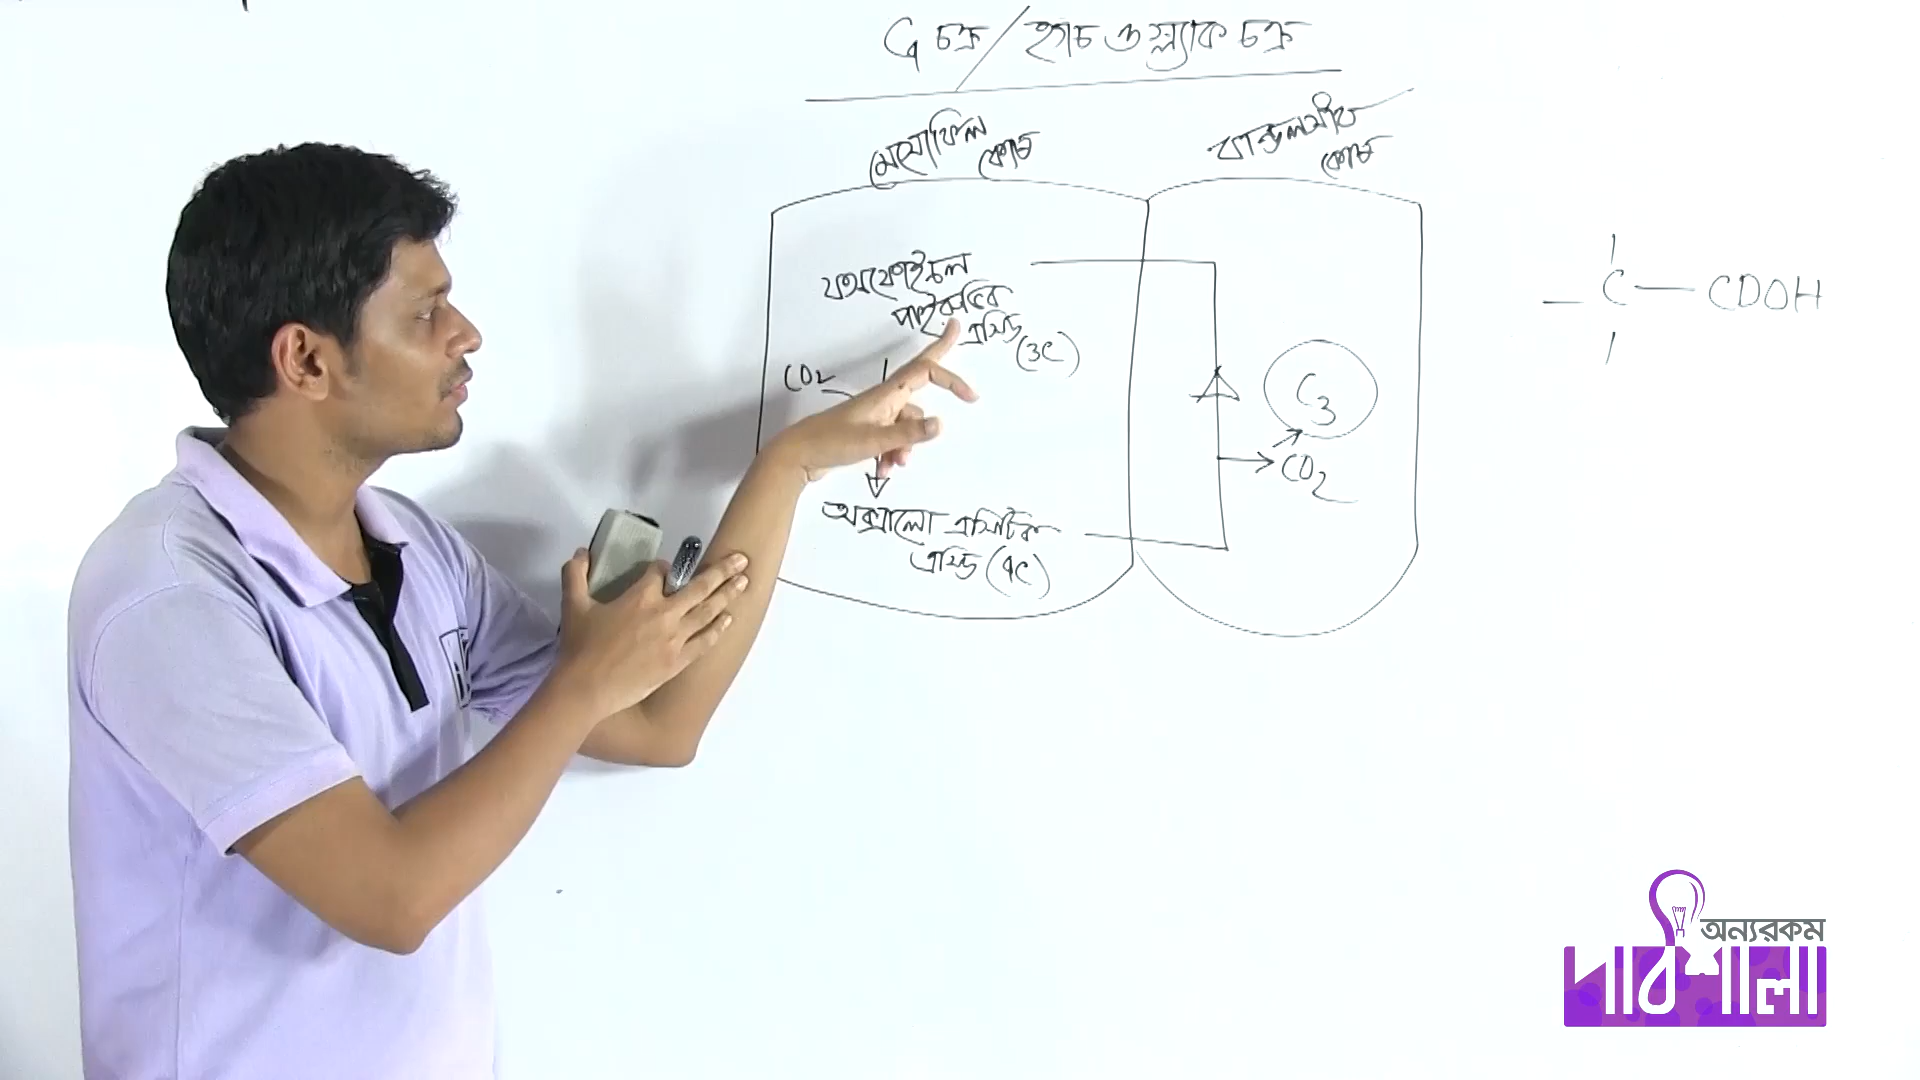 C4 চক্র / হ্যাচ ও স্ল্যাক চক্র
মেসোফিল
কোষ
বান্ডলসীথ
কোষ
ফসফোইনল
পাইরুভিক
এসিড (3C)
CO2
অক্সালো এসিটিক
এসিড (4C)
C3
CO2
C — COOH
অন্যরকম
পাঠশালা